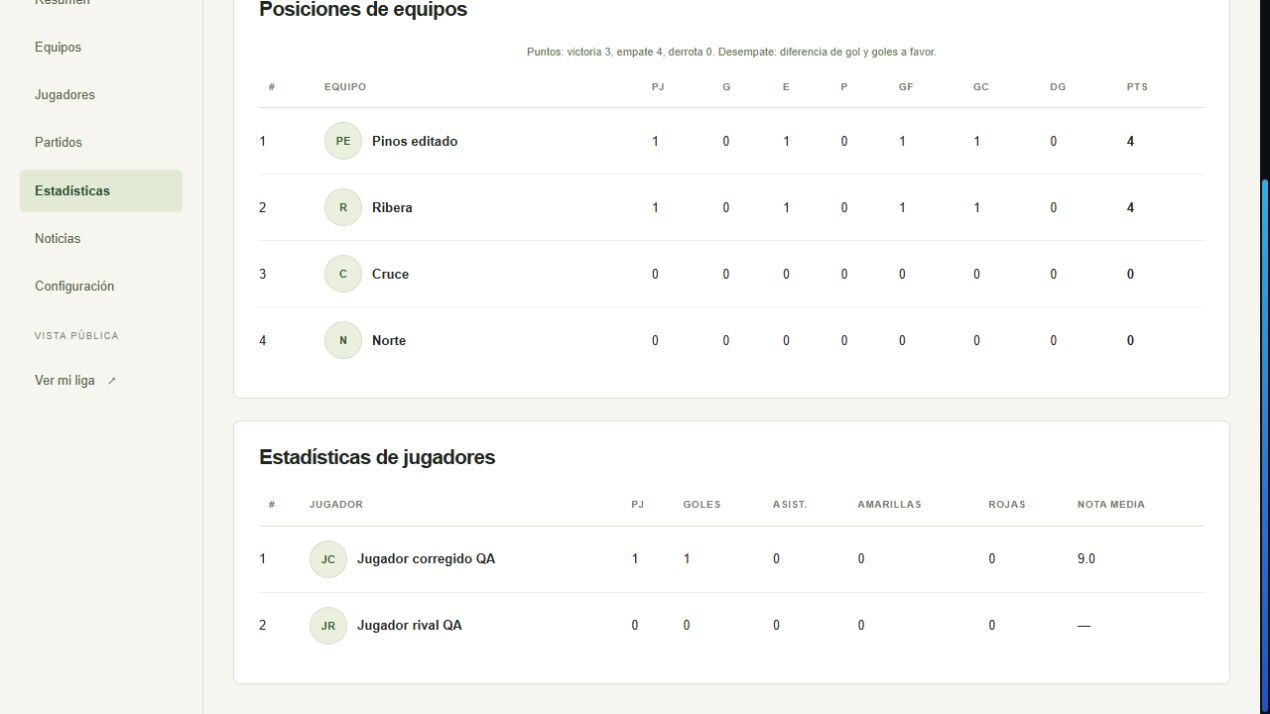 Resumen
Equipos
Jugadores
Partidos
Estadísticas
Noticias
Configuración
VISTA PÚBLICA
Ver mi liga ↗
Posiciones de equipos
Puntos: victoria 3, empate 4, derrota 0. Desempate: diferencia de gol y goles a favor.
# EQUIPO PJ G E P GF GC DG PTS
1 PE Pinos editado 1 0 1 0 1 1 0 4
2 R Ribera 1 0 1 0 1 1 0 4
3 C Cruce 0 0 0 0 0 0 0 0
4 N Norte 0 0 0 0 0 0 0 0
Estadísticas de jugadores
# JUGADOR PJ GOLES ASIST. AMARILLAS ROJAS NOTA MEDIA
1 JC Jugador corregido QA 1 1 0 0 0 9.0
2 JR Jugador rival QA 0 0 0 0 0 —